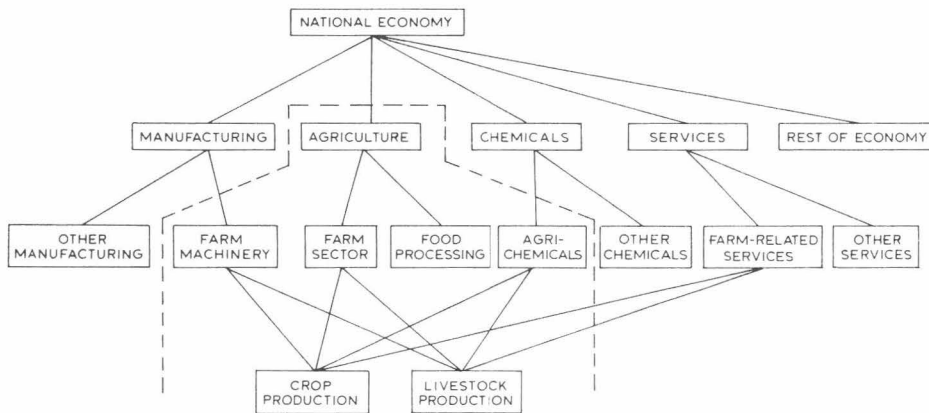 NATIONAL ECONOMY
MANUFACTURING
AGRICULTURE
CHEMICALS
SERVICES
REST OF ECONOMY
OTHER
MANUFACTURING
FARM
MACHINERY
FARM
SECTOR
FOOD
PROCESSING
AGRI-
CHEMICALS
OTHER
CHEMICALS
FARM-RELATED
SERVICES
OTHER
SERVICES
CROP
PRODUCTION
LIVESTOCK
PRODUCTION